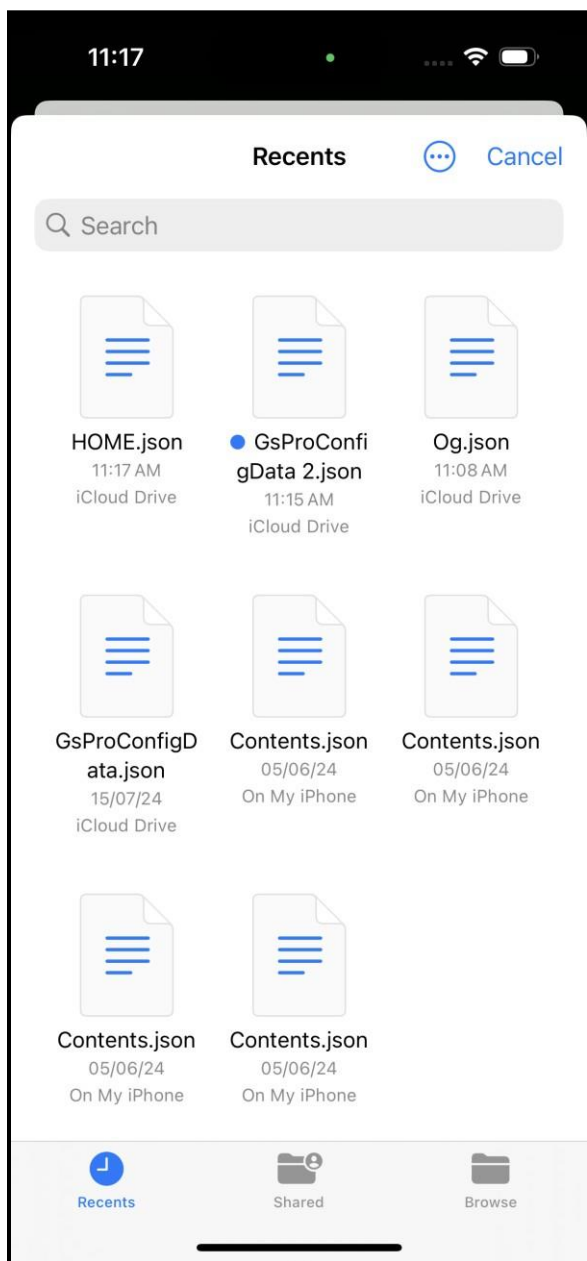 11:17
Recents
Cancel
Search
HOME.json
11:17 AM
iCloud Drive
GsProConfi
gData 2.json
11:15 AM
iCloud Drive
Og.json
11:08 AM
iCloud Drive
GsProConfigD
ata.json
15/07/24
iCloud Drive
Contents.json
05/06/24
On My iPhone
Contents.json
05/06/24
On My iPhone
Contents.json
05/06/24
On My iPhone
Contents.json
05/06/24
On My iPhone
Recents
Shared
Browse